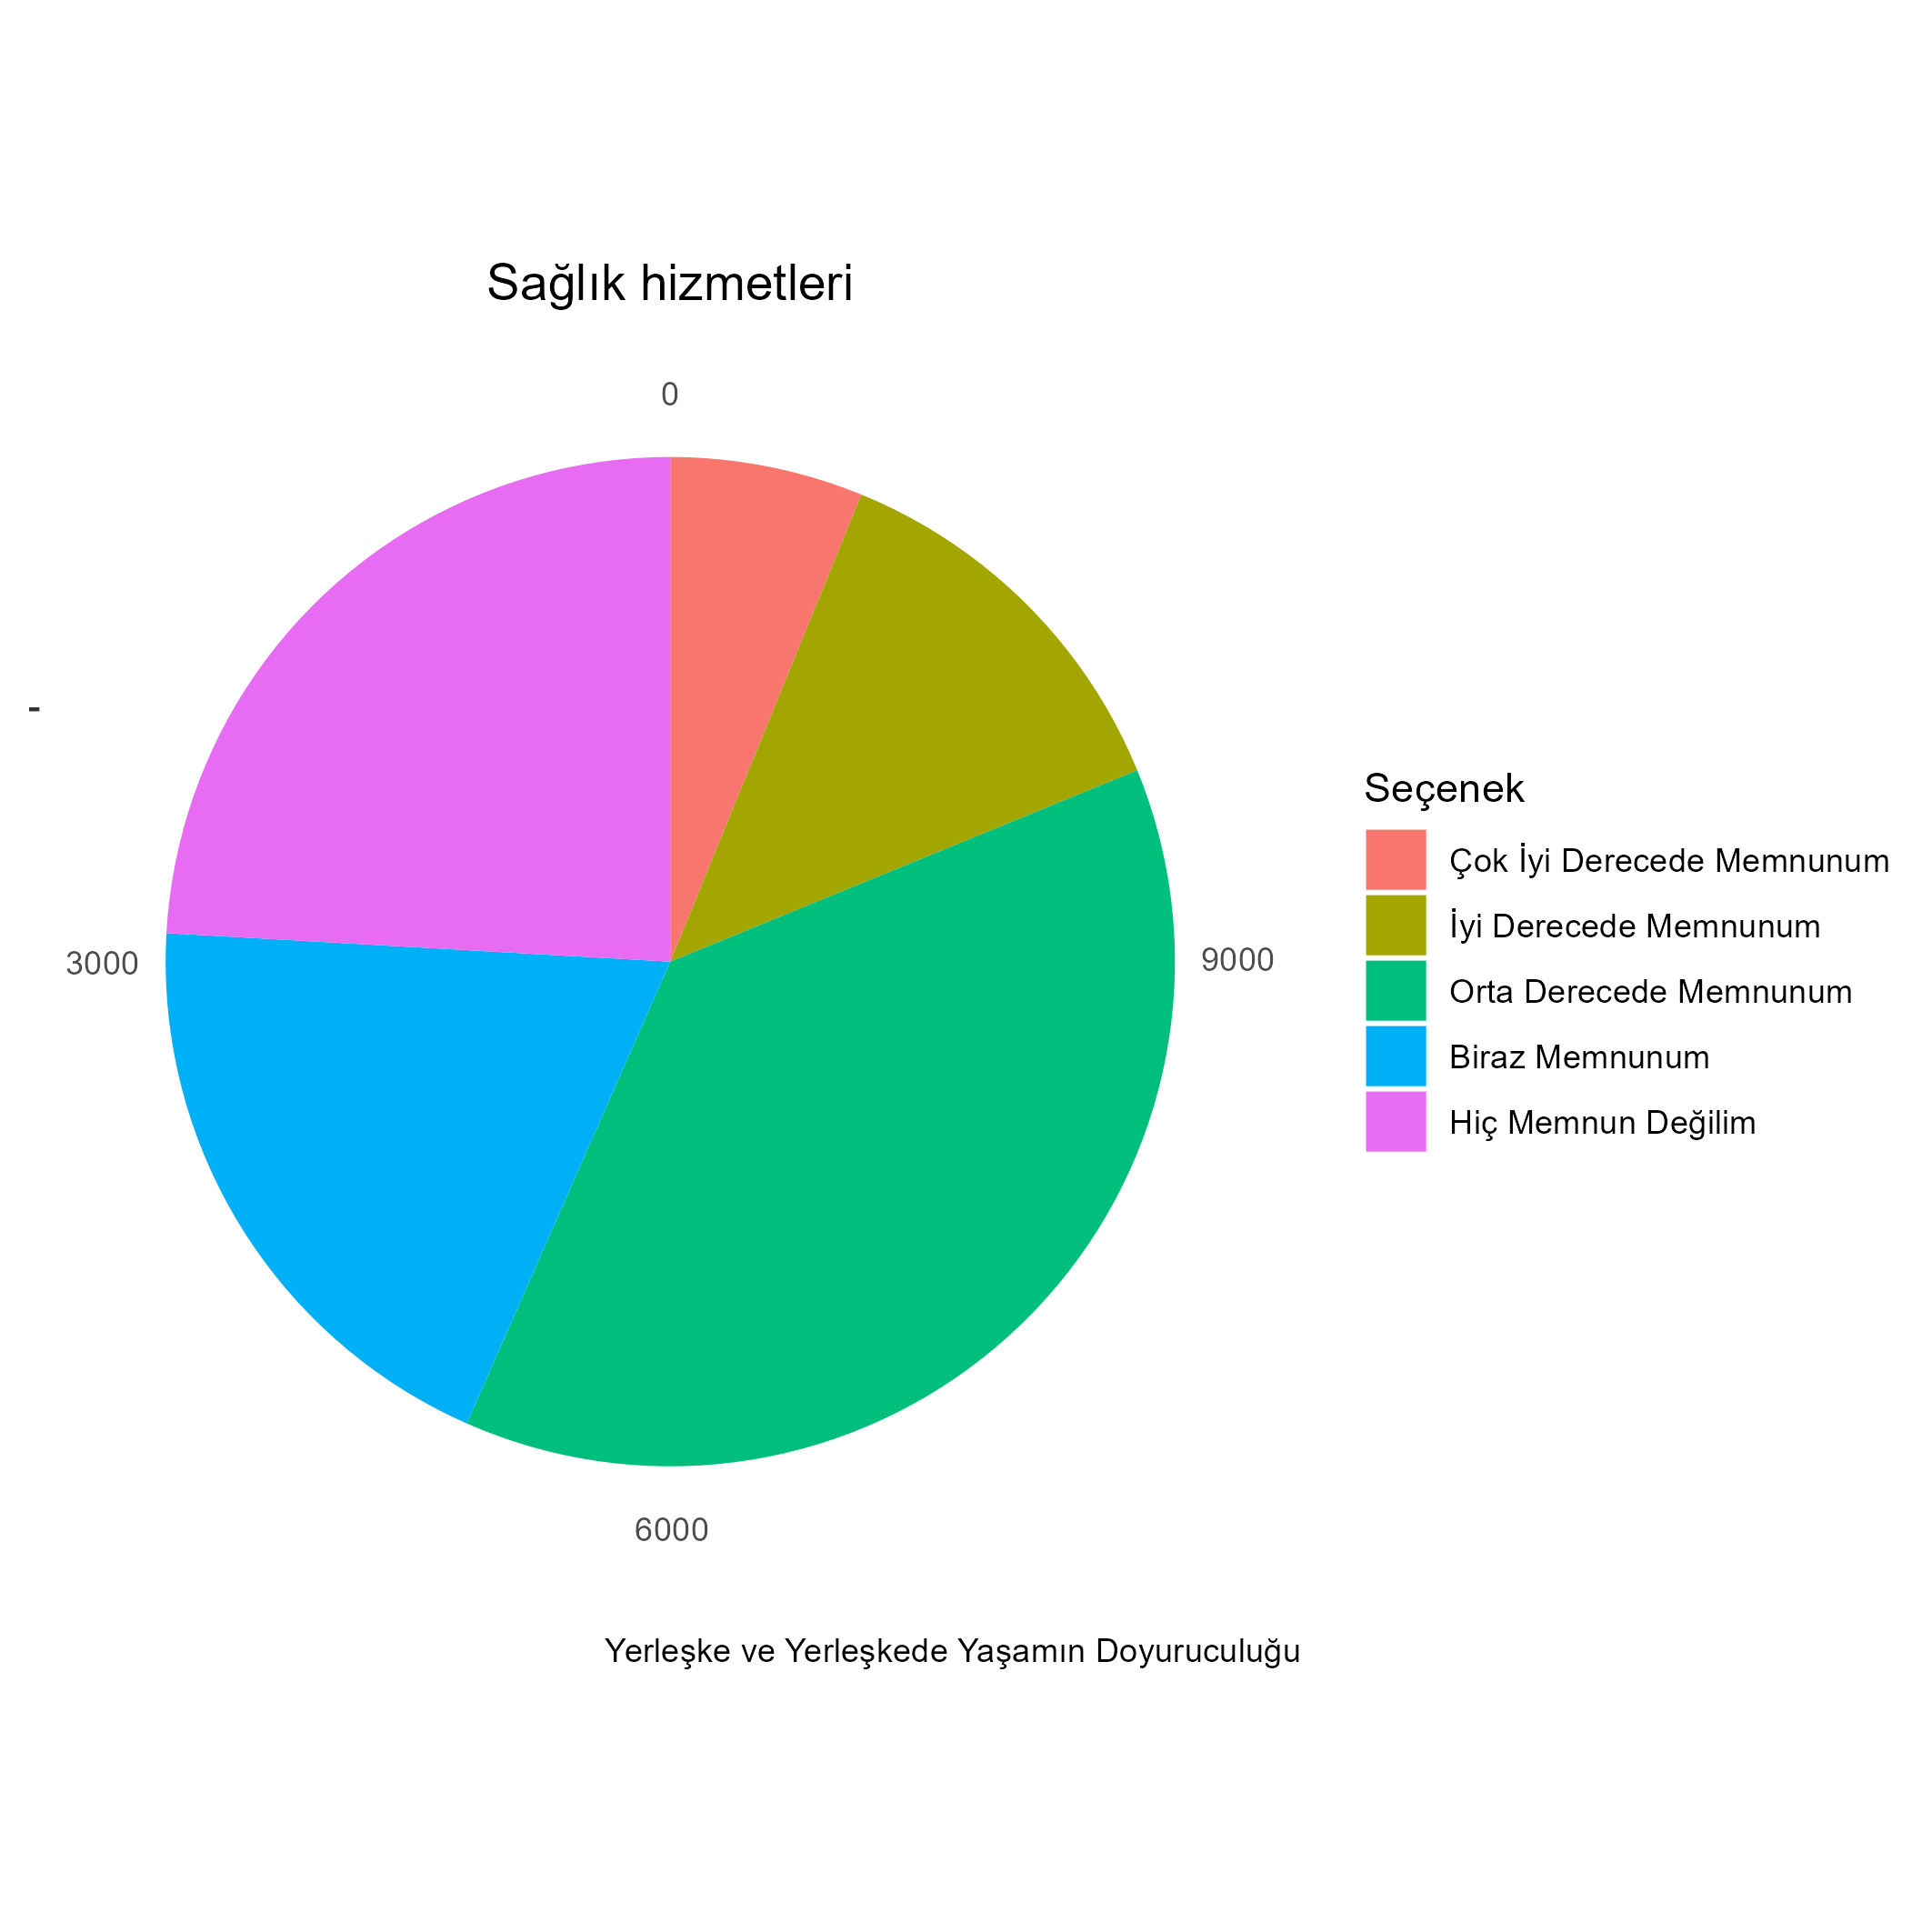 Sağlık hizmetleri
0
-
3000
9000
6000
Seçenek
Çok İyi Derecede Memnunum
İyi Derecede Memnunum
Orta Derecede Memnunum
Biraz Memnunum
Hiç Memnun Değilim
Yerleşke ve Yerleşkede Yaşamın Doyuruculuğu